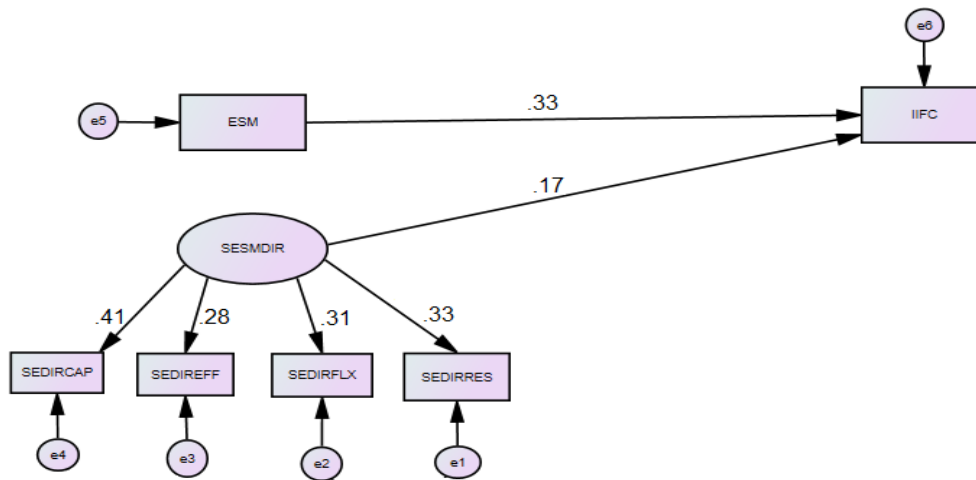 e6
.33
e5
ESM
IIFC
.17
SESMDIR
.41
.28
.31
.33
SEDIRCAP
SEDIREFF
SEDIRFLX
SEDIRRES
e4
e3
e2
e1